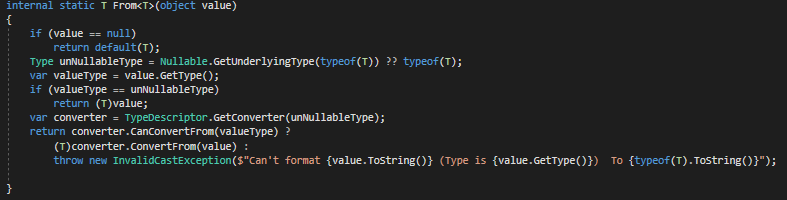 internal static T From<T>(object value)
{
if (value == null)
return default(T);
Type unNullableType = Nullable.GetUnderlyingType(typeof(T)) ?? typeof(T);
var valueType = value.GetType();
if (valueType == unNullableType)
return (T)value;
var converter = TypeDescriptor.GetConverter(unNullableType);
return converter.CanConvertFrom(valueType) ?
(T)converter.ConvertFrom(value) :
throw new InvalidCastException($"Can't format {value.ToString()} (Type is {value.GetType()})  To {typeof(T).ToString()}");
}